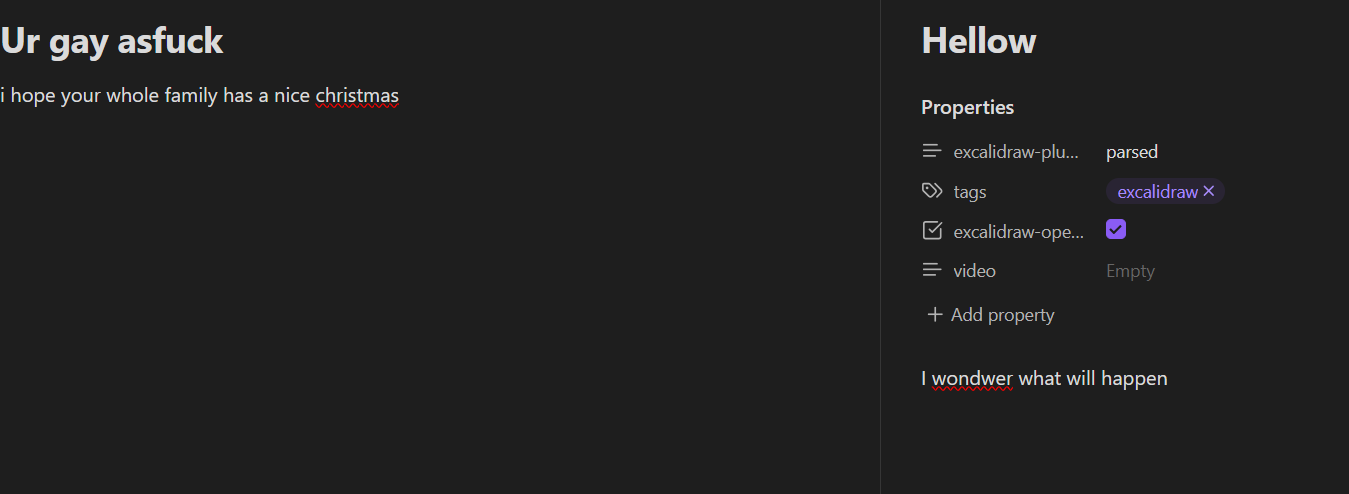 Ur gay asfuck
i hope your whole family has a nice christmas
Hellow
Properties
excalidraw-plu... parsed
tags excalidraw
excalidraw-ope...
video Empty
Add property
I wondwer what will happen